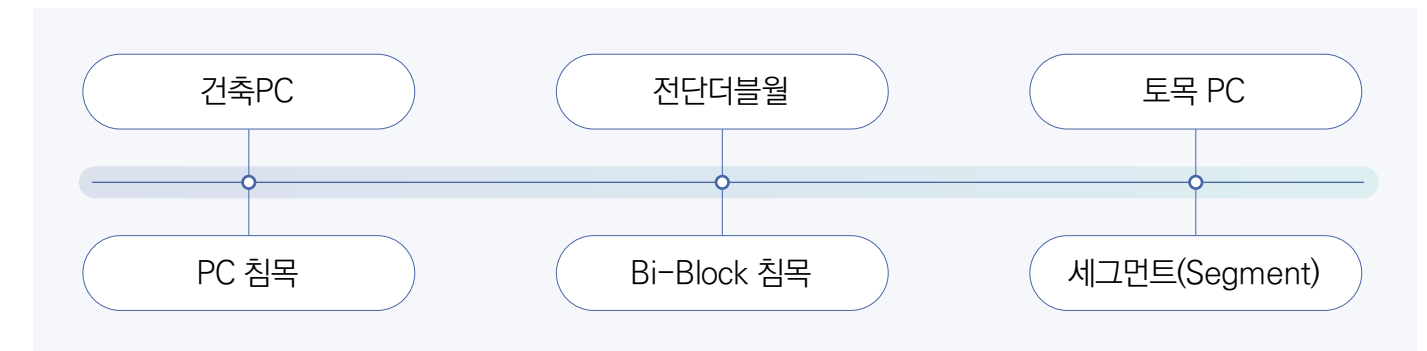 건축PC
전단더블월
토목 PC
PC 침목
Bi-Block 침목
세그먼트(Segment)